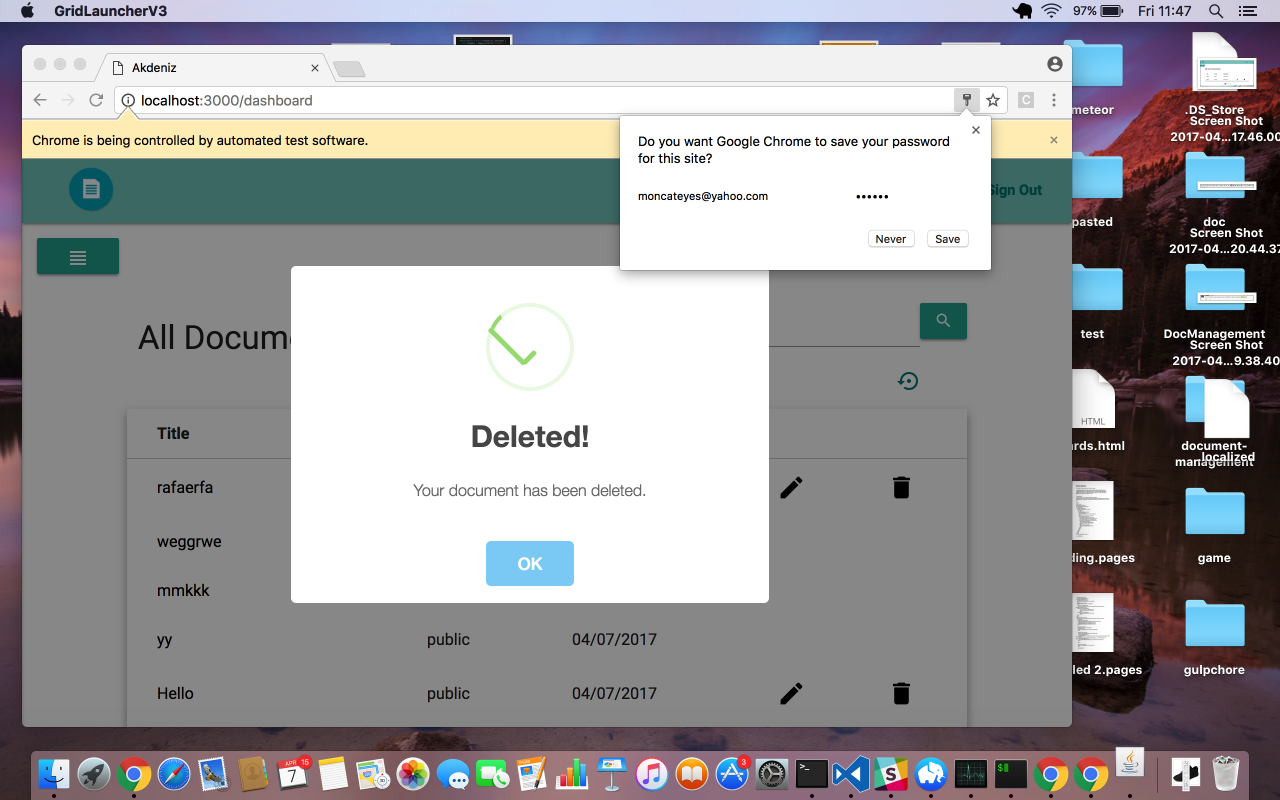 GridLauncherV3
97%
Fri 11:47
Akdeniz
localhost:3000/dashboard
C
Chrome is being controlled by automated test software.
Do you want Google Chrome to save your password
for this site?
moncateyes@yahoo.com ••••••
Never Save
ign Out
All Docume
Deleted!
Your document has been deleted.
OK
Title
rafaerfa
weggrwe
mmkkk
yy public 04/07/2017
Hello public 04/07/2017
meteor
.DS_Store
Screen Shot
2017-04...17.46.00
pasted
doc
Screen Shot
2017-04...20.44.37
test
DocManagement
Screen Shot
2017-04...9.38.40
HTML
rds.html
document-
management
localized
ding.pages
game
led 2.pages
gulpchore
APR
15
7
3